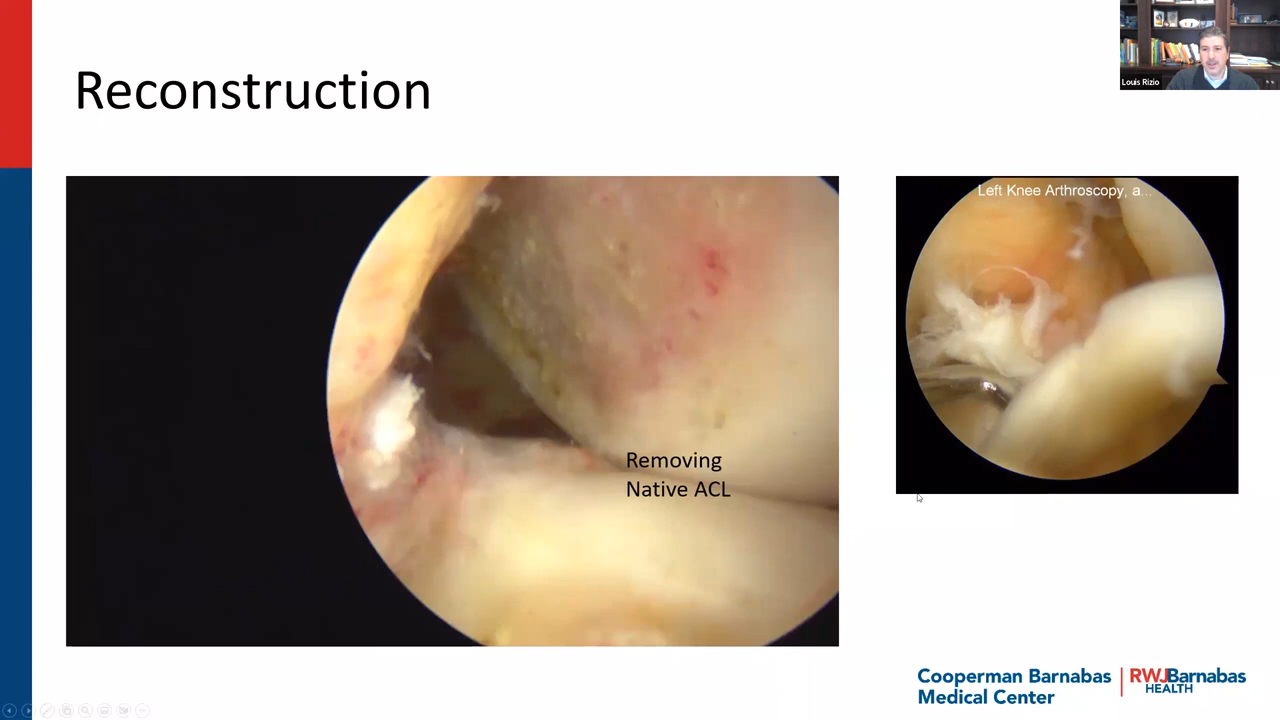 Louis Rizio
Reconstruction
Left Knee Arthroscopy, a...
Removing
Native ACL
Cooperman Barnabas
Medical Center
RWJBarnabas
HEALTH